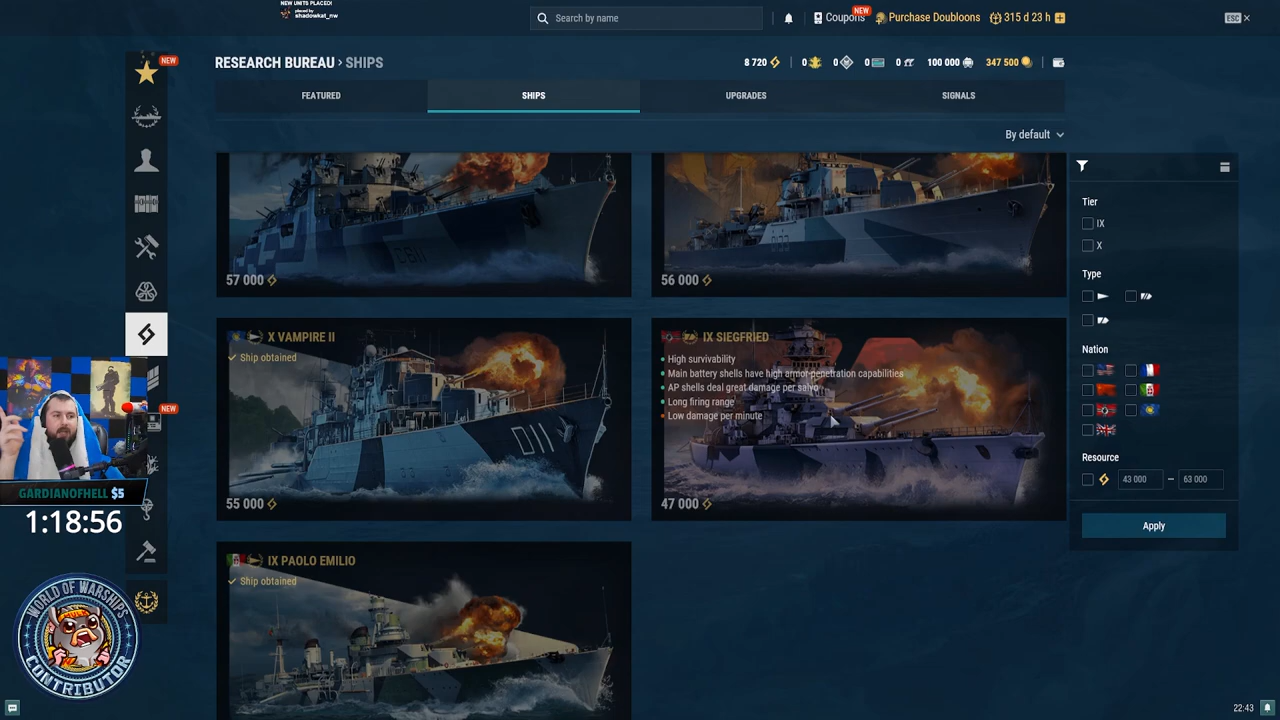 NEW UNITS PLACED!
placed by
shadowkat_nw
Search by name
Coupons
NEW
Purchase Doubloons
315 d 23 h
ESC
NEW
RESEARCH BUREAU › SHIPS
8 720
0
0
0
0
100 000
347 500
FEATURED
SHIPS
UPGRADES
SIGNALS
By default
57 000
56 000
X VAMPIRE II
Ship obtained
D11
55 000
IX SIEGFRIED
High survivability
Main battery shells have high armor-penetration capabilities
AP shells deal great damage per salvo
Long firing range
Low damage per minute
47 000
IX PAOLO EMILIO
Ship obtained
Tier
IX
X
Type
Nation
Resource
43 000 – 63 000
Apply
NEW
GARDIANOFHELL $5
1:18:56
WORLD OF WARSHIPS
CONTRIBUTOR
22:43